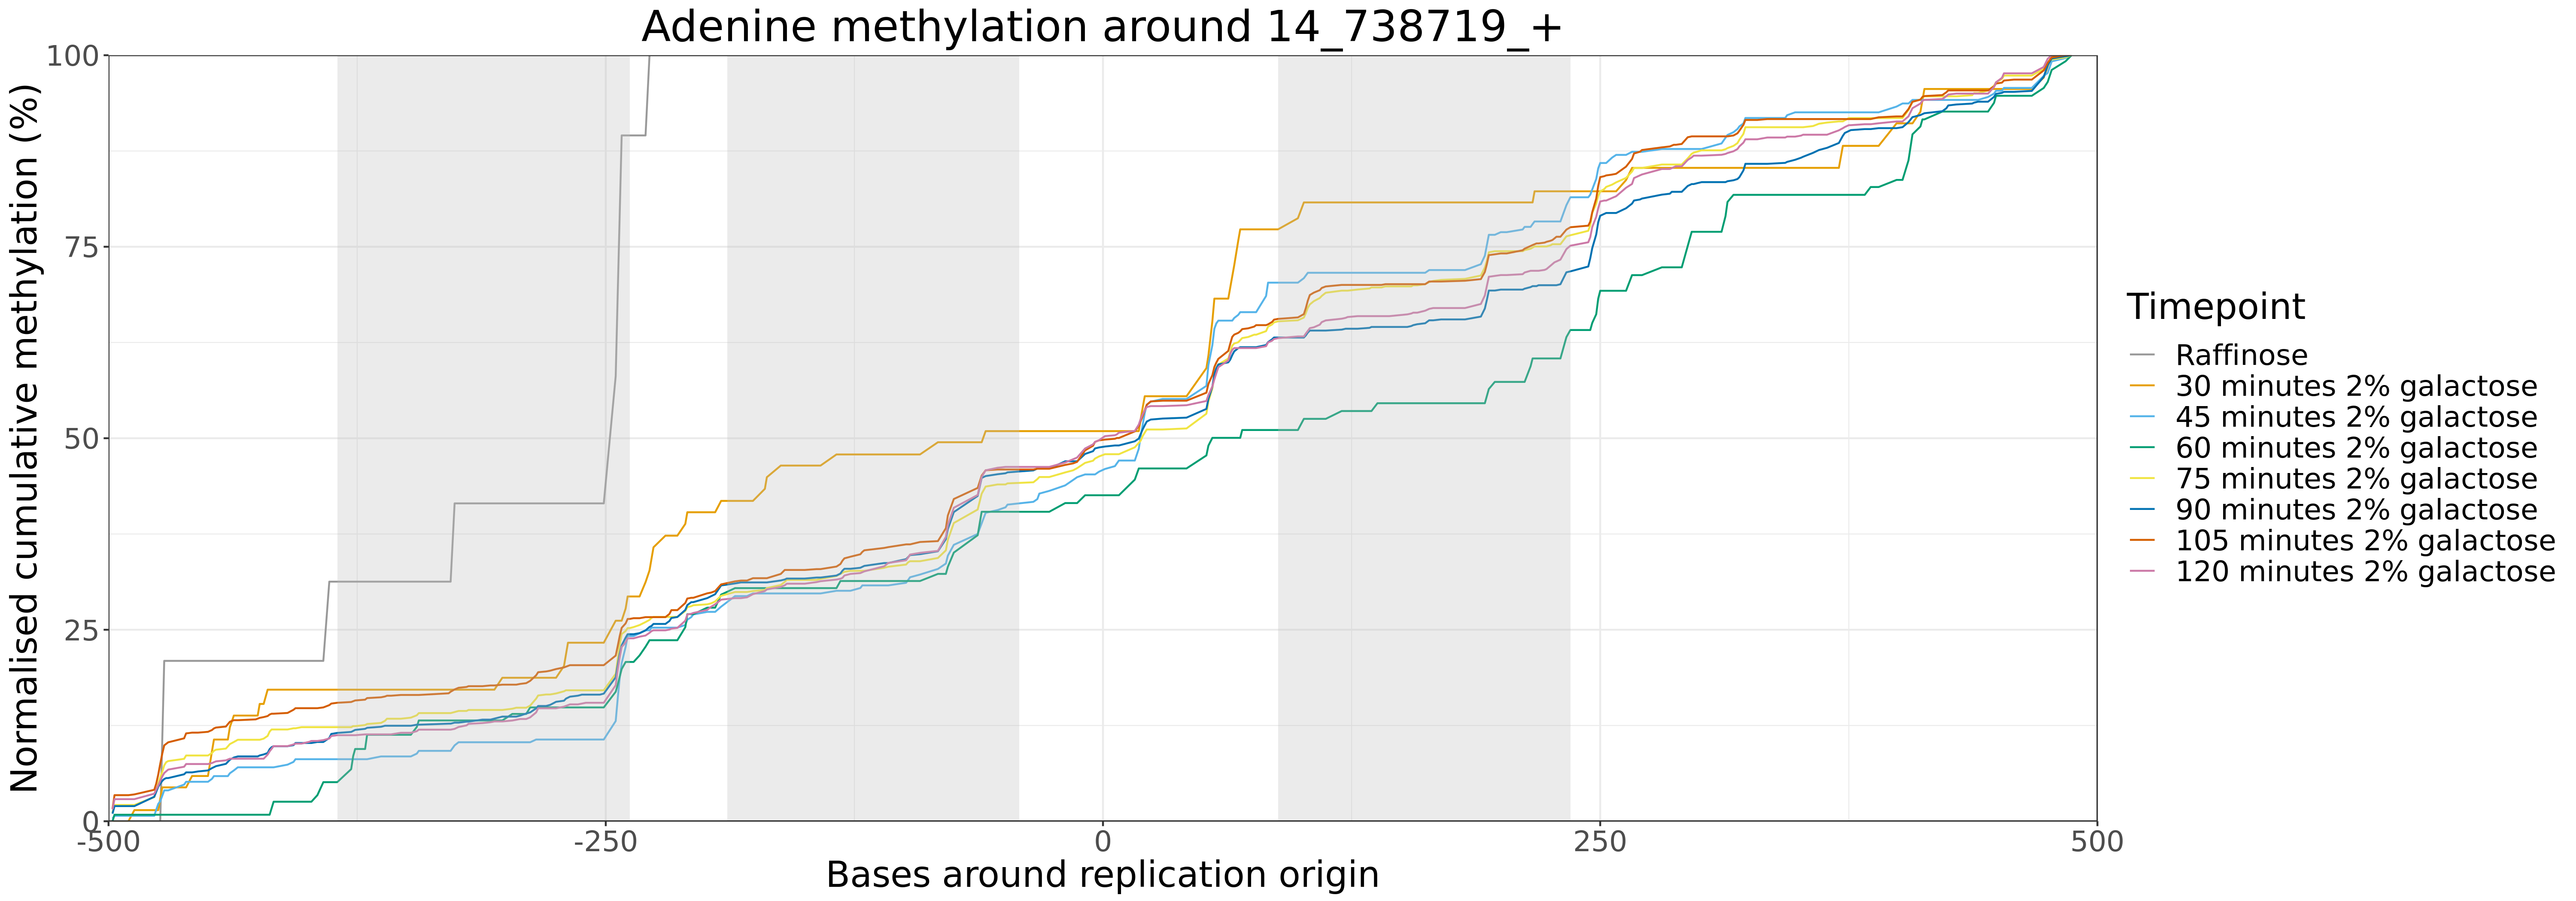 Adenine methylation around 14_738719_+
Normalised cumulative methylation (%)
100
75
50
25
0
-500
-250
0
250
500
Bases around replication origin
Timepoint
Raffinose
30 minutes 2% galactose
45 minutes 2% galactose
60 minutes 2% galactose
75 minutes 2% galactose
90 minutes 2% galactose
105 minutes 2% galactose
120 minutes 2% galactose